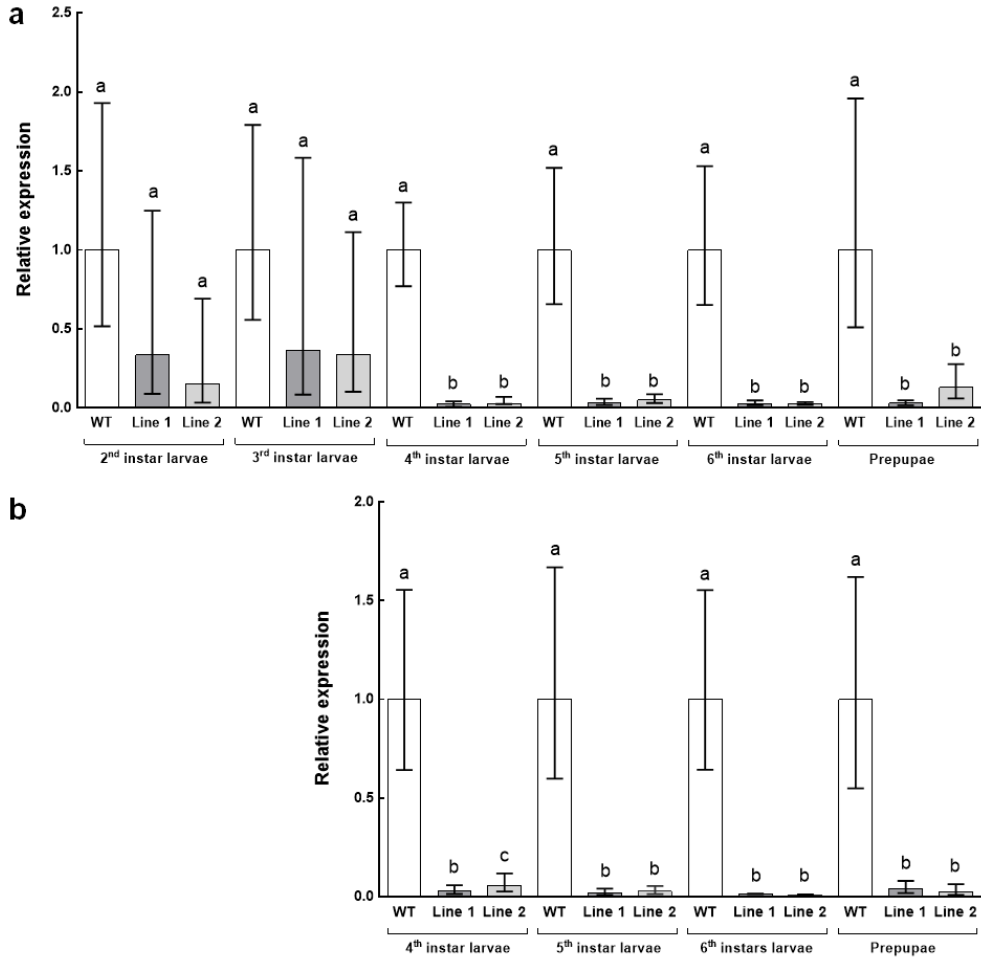 a
Relative expression
2.5
2.0
1.5
1.0
0.5
0.0
a a a a a a a b b a b b a b b a b b
WT Line 1 Line 2 WT Line 1 Line 2 WT Line 1 Line 2 WT Line 1 Line 2 WT Line 1 Line 2 WT Line 1 Line 2
2nd instar larvae 3rd instar larvae 4th instar larvae 5th instar larvae 6th instar larvae Prepupae
b
Relative expression
2.0
1.5
1.0
0.5
0.0
a b c a b b a b b a b b
WT Line 1 Line 2 WT Line 1 Line 2 WT Line 1 Line 2 WT Line 1 Line 2
4th instar larvae 5th instar larvae 6th instars larvae Prepupae